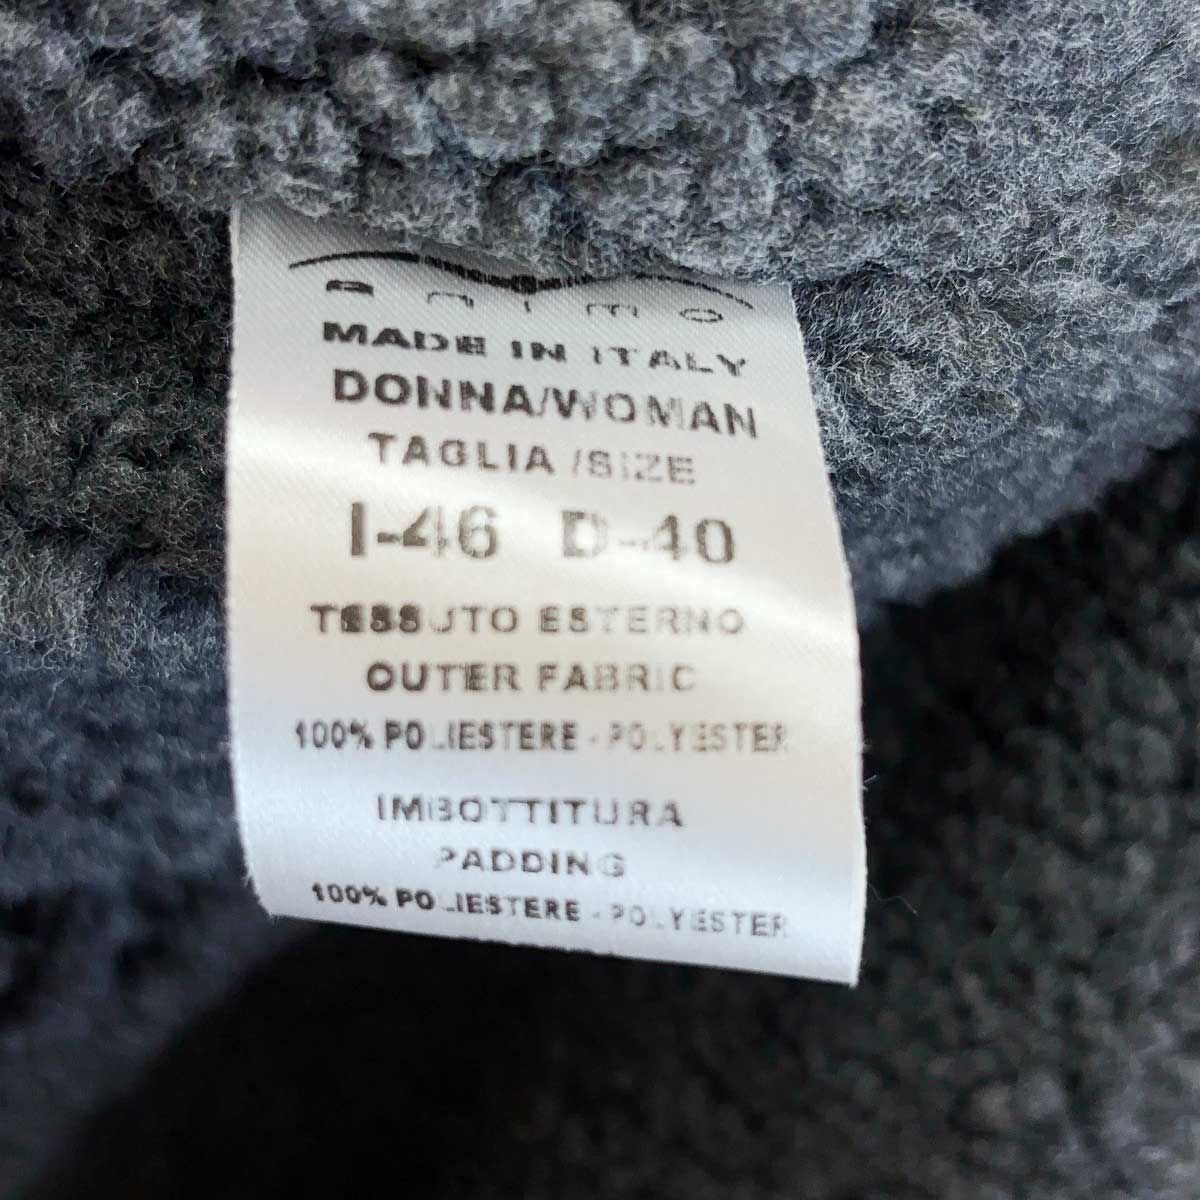 animo
MADE IN ITALY
DONNA/WOMAN
TAGLIA /SIZE
I-46 D-40
TESSUTO ESTERNO
OUTER FABRIC
100% POLIESTERE - POLYESTER
IMBOTTITURA
PADDING
100% POLIESTERE - POLYESTER